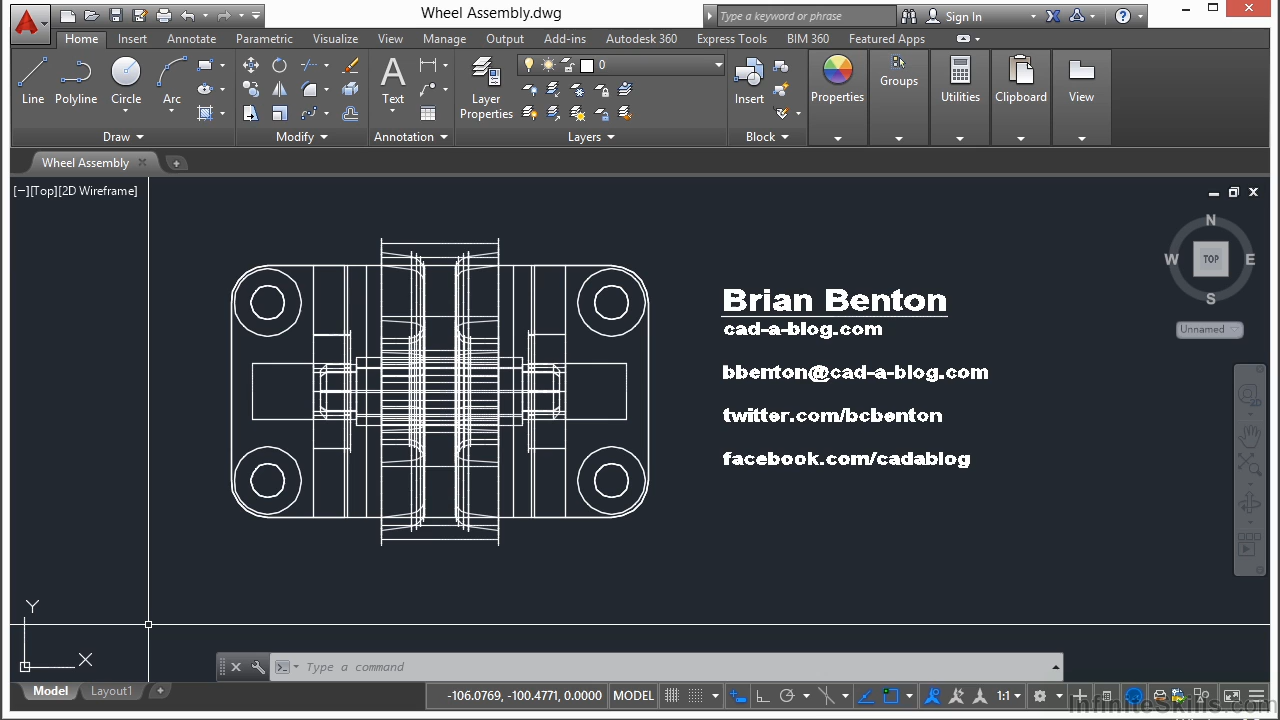 Wheel Assembly.dwg
Type a keyword or phrase
Sign In
Home Insert Annotate Parametric Visualize View Manage Output Add-ins Autodesk 360 Express Tools BIM 360 Featured Apps
Line Polyline Circle Arc Text Layer Properties 0 Insert Properties Groups Utilities Clipboard View
Draw Modify Annotation Layers Block
Wheel Assembly
[−][Top][2D Wireframe]
N
W TOP E
S
Unnamed
Brian Benton
cad-a-blog.com
bbenton@cad-a-blog.com
twitter.com/bcbenton
facebook.com/cadablog
2D
Y
X
Type a command
Model Layout1
-106.0769, -100.4771, 0.0000 MODEL 1:1
InfiniteSkills.com